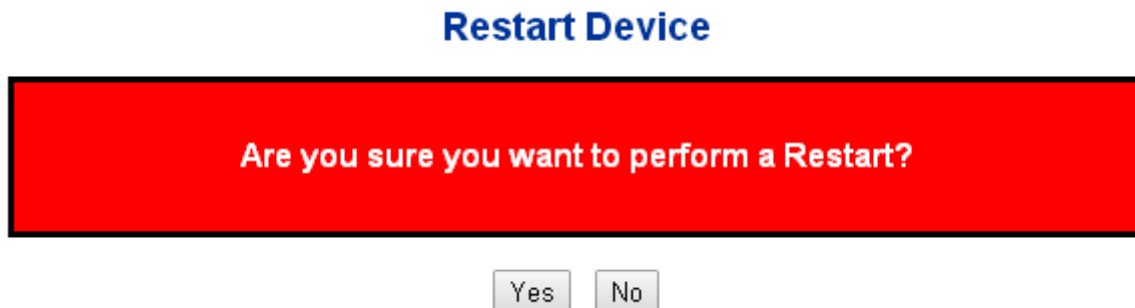 Restart Device
Are you sure you want to perform a Restart?
Yes No